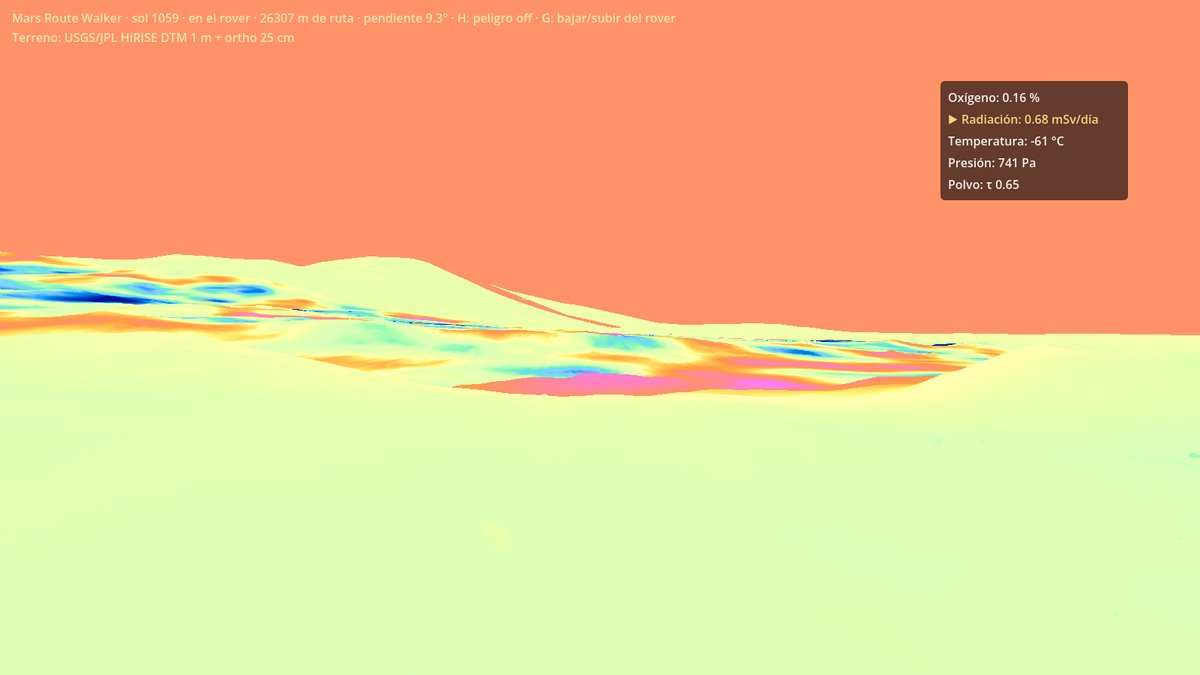 Mars Route Walker · sol 1059 · en el rover · 26307 m de ruta · pendiente 9.3° · H: peligro off · G: bajar/subir del rover
Terreno: USGS/JPL HiRISE DTM 1 m + ortho 25 cm
Oxígeno: 0.16 %
▶ Radiación: 0.68 mSv/día
Temperatura: -61 °C
Presión: 741 Pa
Polvo: τ 0.65